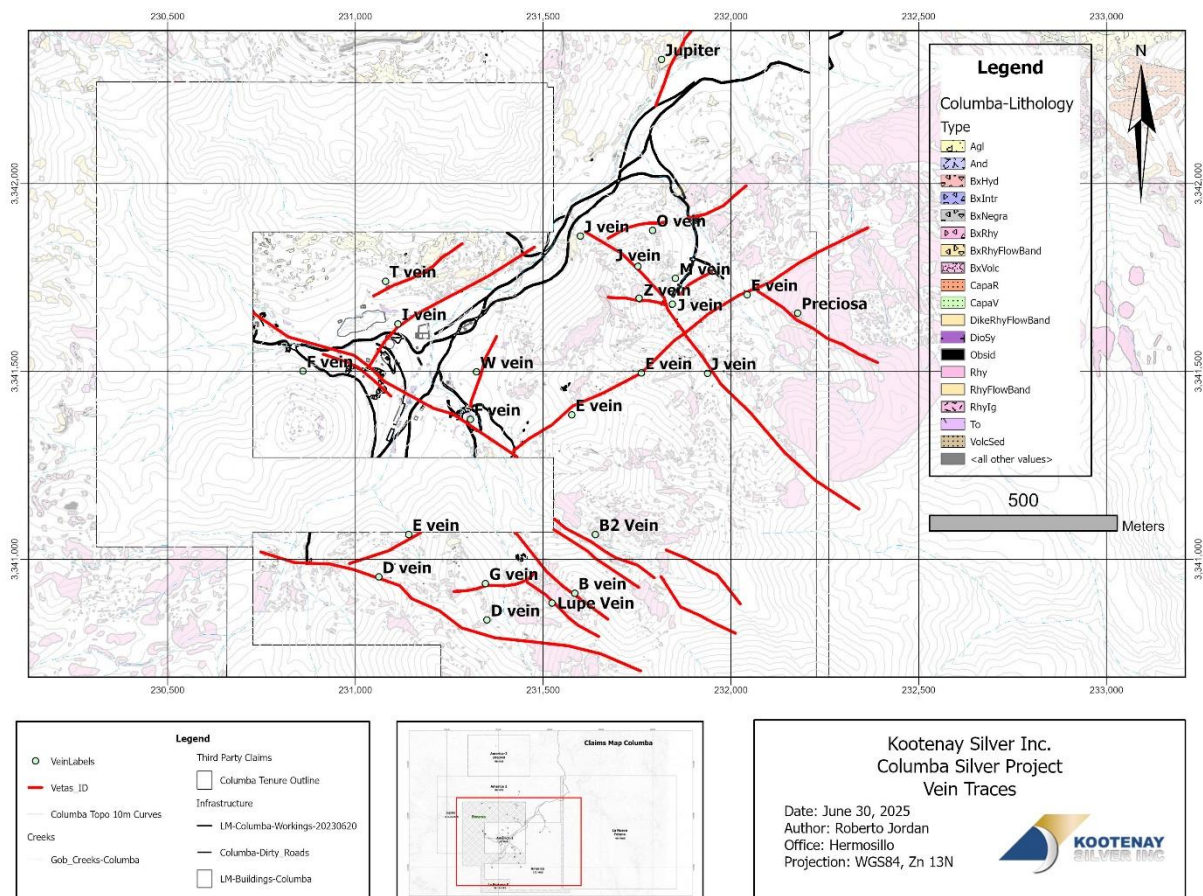 230,500
231,000
231,500
232,000
232,500
233,000
3,342,000
3,341,500
3,341,000
3,342,000
3,341,500
3,341,000
Jupiter
J vein
O vein
J vein
M vein
T vein
Z vein
J vein
E vein
Preciosa
I vein
F vein
W vein
E vein
J vein
F vein
E vein
E vein
B2 Vein
D vein
G vein
B vein
Lupe Vein
D vein
Legend
Columba-Lithology
Type
Agl
And
BxHyd
BxIntr
BxNegra
BxRhy
BxRhyFlowBand
BxVolc
CapaR
CapaV
DikeRhyFlowBand
DioSy
Obsid
Rhy
RhyFlowBand
RhyIg
To
VolcSed
<all other values>
N
500
Meters
230,500
231,000
231,500
232,000
232,500
233,000
Legend
VeinLabels
Vetas_ID
Columba Topo 10m Curves
Creeks
Gob_Creeks-Columba
Third Party Claims
Columba Tenure Outline
Infrastructure
LM-Columba-Workings-20230620
Columba-Dirty_Roads
LM-Buildings-Columba
Claims Map Columba
Kootenay Silver Inc.
Columba Silver Project
Vein Traces
Date: June 30, 2025
Author: Roberto Jordan
Office: Hermosillo
Projection: WGS84, Zn 13N
KOOTENAY
SILVER INC